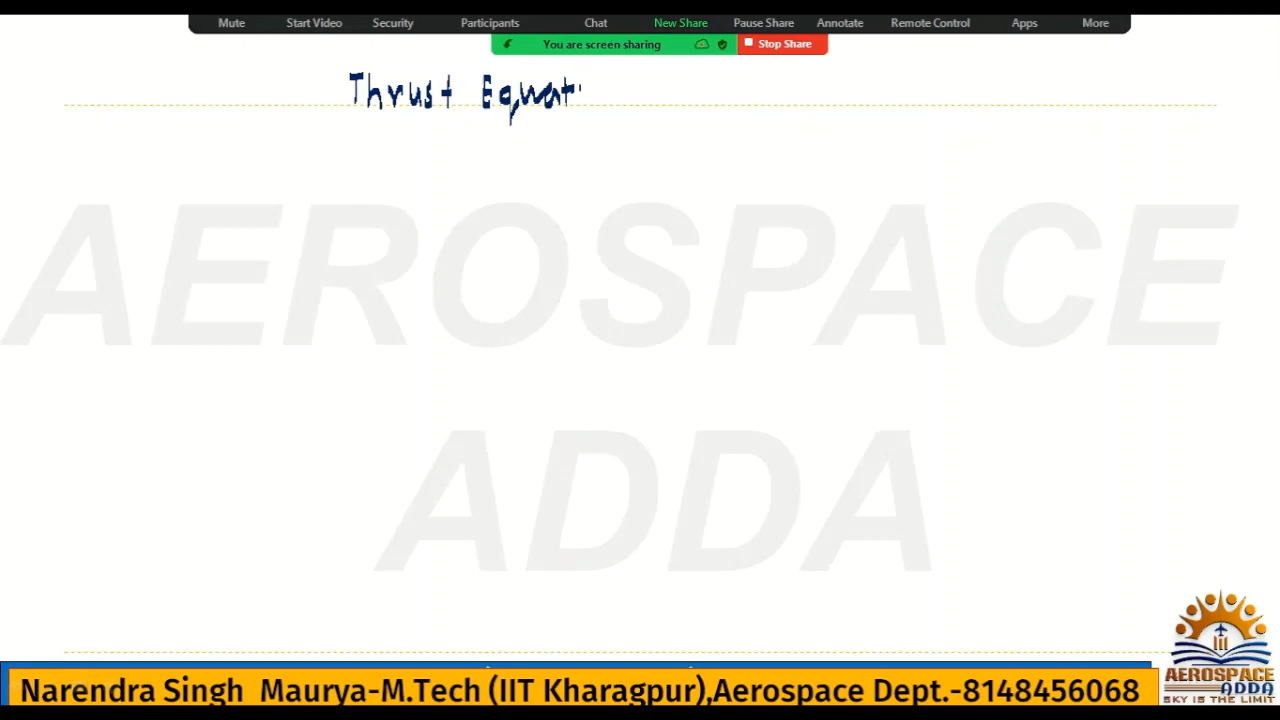 Mute Start Video Security Participants Chat New Share Pause Share Annotate Remote Control Apps More
You are screen sharing Stop Share
Thrust Equat
AEROSPACE
ADDA
AEROSPACE
ADDA
SKY IS THE LIMIT
Narendra Singh Maurya-M.Tech (IIT Kharagpur),Aerospace Dept.-8148456068